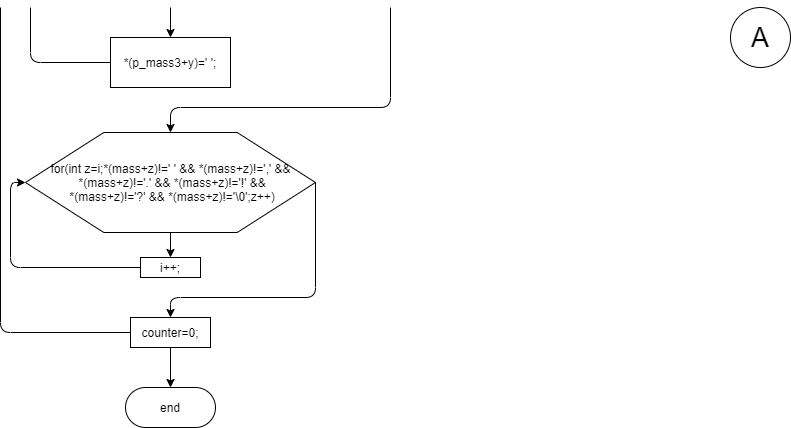 A
*(p_mass3+y)=' ';
for(int z=i;*(mass+z)!=' ' && *(mass+z)!=',' &&
*(mass+z)!='.' && *(mass+z)!='!' &&
*(mass+z)!='?' && *(mass+z)!='\0';z++)
i++;
counter=0;
end